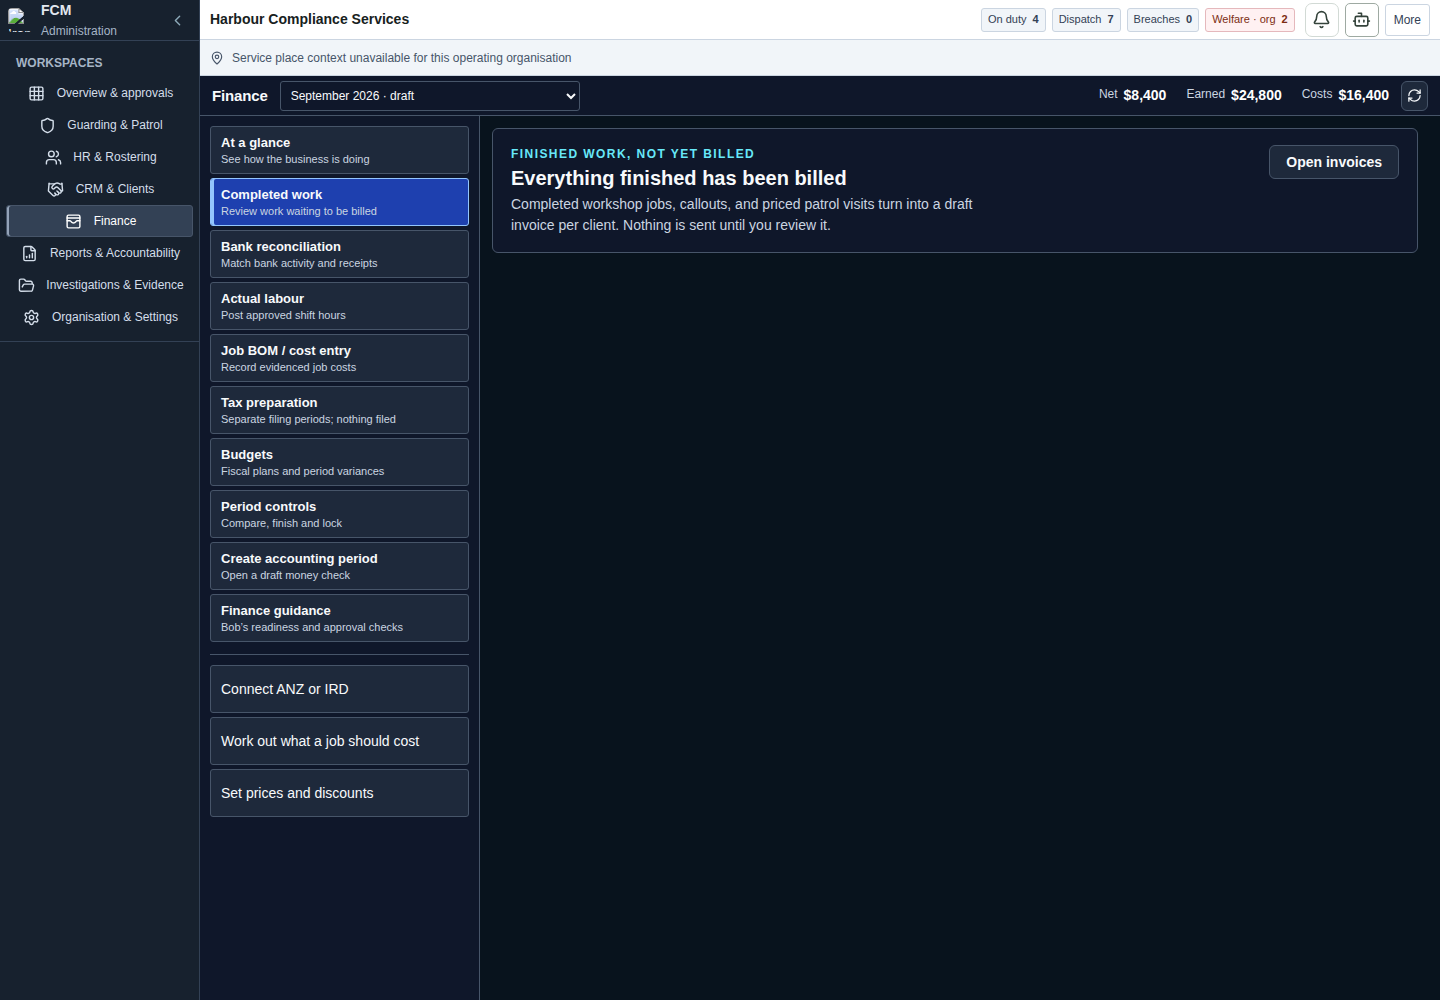 FCM
Administration
WORKSPACES
Overview & approvals
Guarding & Patrol
HR & Rostering
CRM & Clients
Finance
Reports & Accountability
Investigations & Evidence
Organisation & Settings
Harbour Compliance Services
On duty 4
Dispatch 7
Breaches 0
Welfare · org 2
More
Service place context unavailable for this operating organisation
Finance
September 2026 · draft
Net $8,400
Earned $24,800
Costs $16,400
At a glance
See how the business is doing
Completed work
Review work waiting to be billed
Bank reconciliation
Match bank activity and receipts
Actual labour
Post approved shift hours
Job BOM / cost entry
Record evidenced job costs
Tax preparation
Separate filing periods; nothing filed
Budgets
Fiscal plans and period variances
Period controls
Compare, finish and lock
Create accounting period
Open a draft money check
Finance guidance
Bob's readiness and approval checks
Connect ANZ or IRD
Work out what a job should cost
Set prices and discounts
FINISHED WORK, NOT YET BILLED
Everything finished has been billed
Completed workshop jobs, callouts, and priced patrol visits turn into a draft
invoice per client. Nothing is sent until you review it.
Open invoices